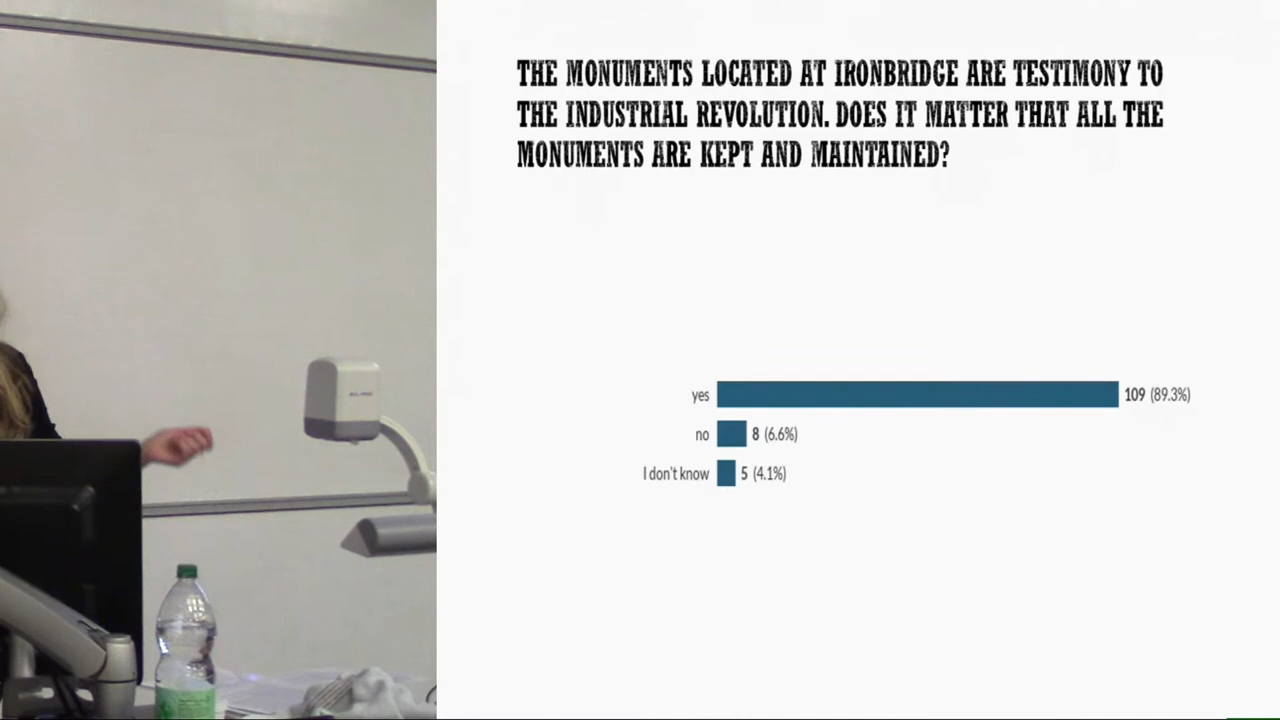 THE MONUMENTS LOCATED AT IRONBRIDGE ARE TESTIMONY TO
THE INDUSTRIAL REVOLUTION. DOES IT MATTER THAT ALL THE
MONUMENTS ARE KEPT AND MAINTAINED?
yes 109 (89.3%)
no 8 (6.6%)
I don't know 5 (4.1%)